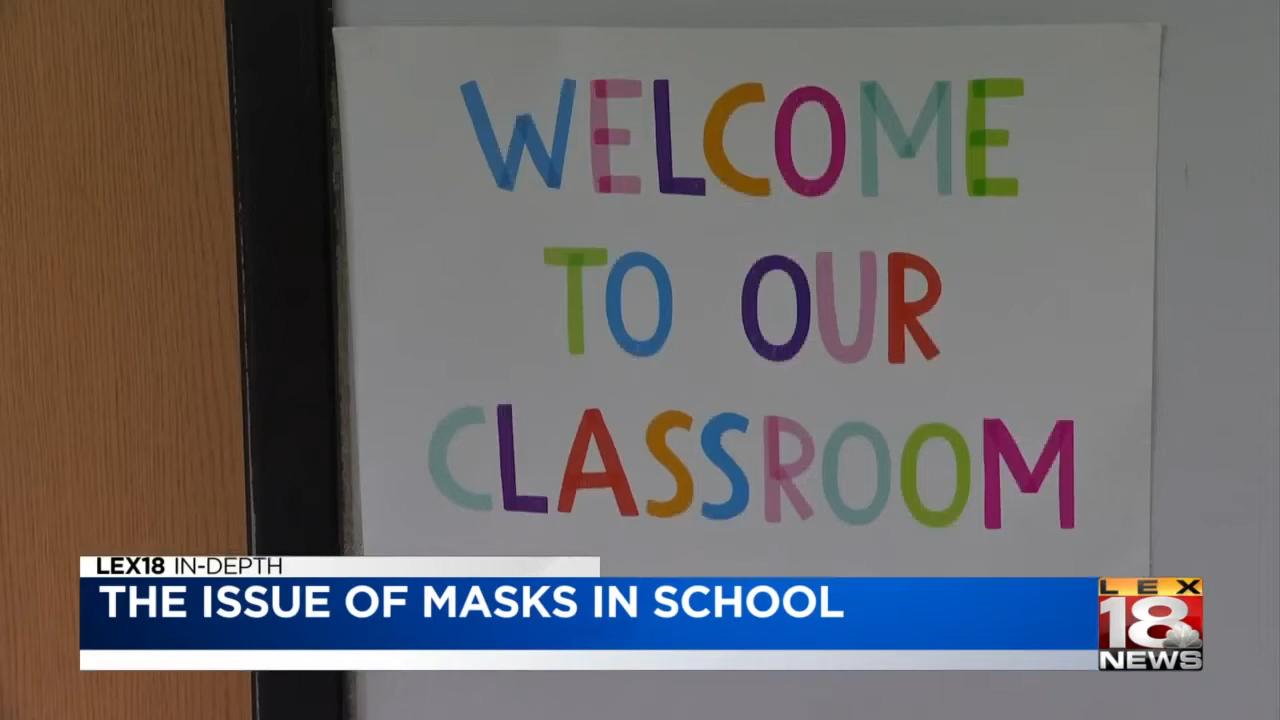 WELCOME
TO OUR
CLASSROOM
LEX18 IN-DEPTH
THE ISSUE OF MASKS IN SCHOOL
LEX
18
NEWS